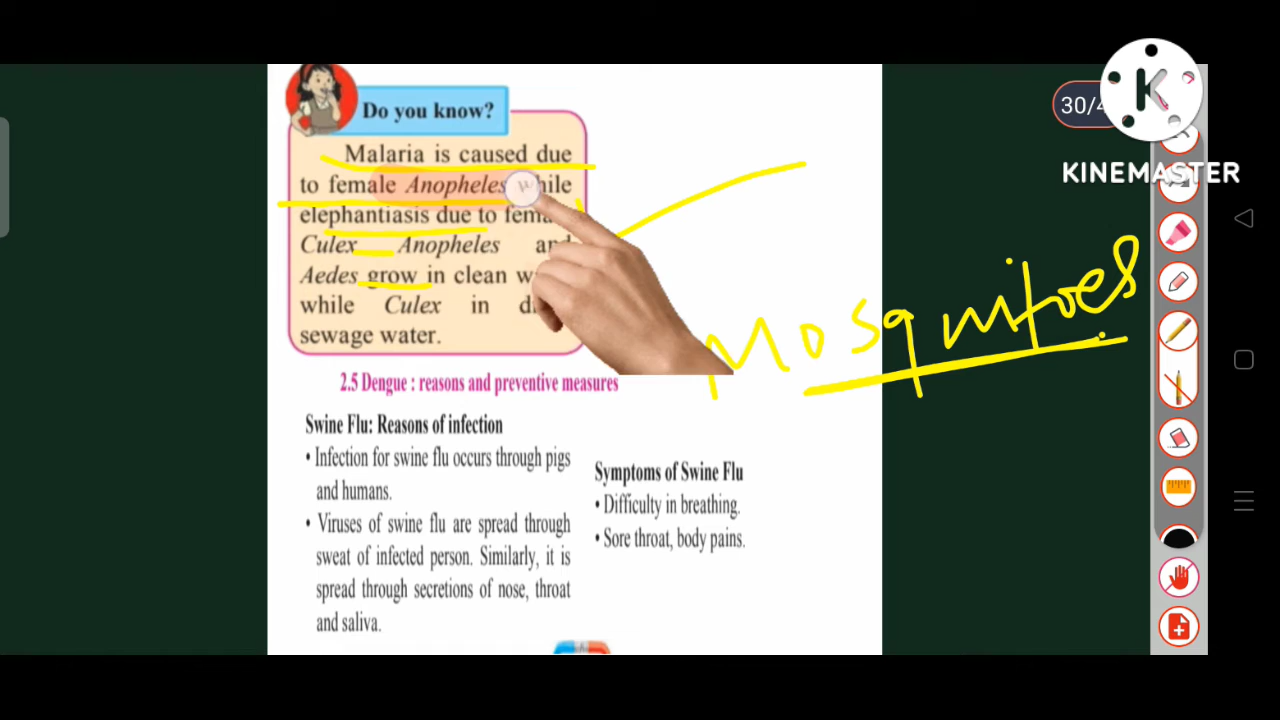 Do you know?
Malaria is caused due
to female Anopheles while
elephantiasis due to
Culex Anopheles and
Aedes grow in clean
while Culex in
sewage water.
2.5 Dengue : reasons and preventive measures
Swine Flu: Reasons of infection
• Infection for swine flu occurs through pigs
and humans.
• Viruses of swine flu are spread through
sweat of infected person. Similarly, it is
spread through secretions of nose, throat
and saliva.
Symptoms of Swine Flu
• Difficulty in breathing.
• Sore throat, body pains.
Mosquitoes
30/4
K
KINEMASTER